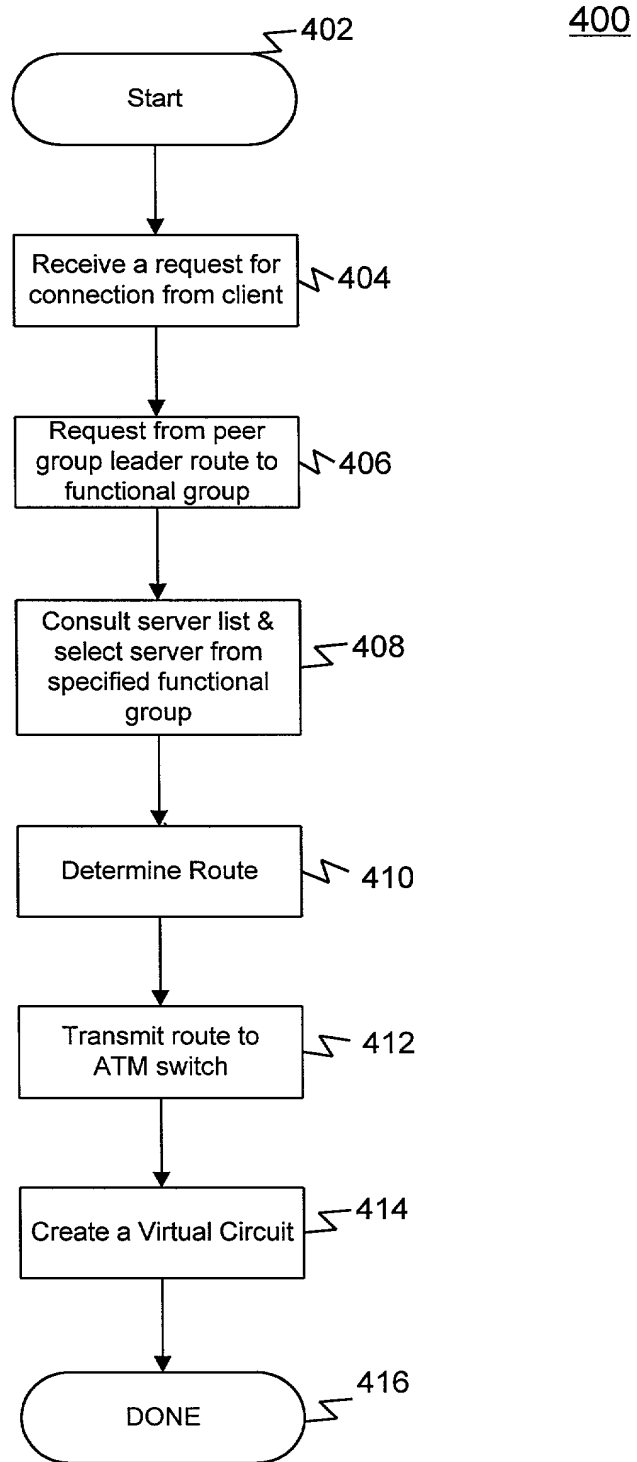 402
400
Start
Receive a request for
connection from client
404
Request from peer
group leader route to
functional group
406
Consult server list &
select server from
specified functional
group
408
Determine Route
410
Transmit route to
ATM switch
412
Create a Virtual Circuit
414
DONE
416